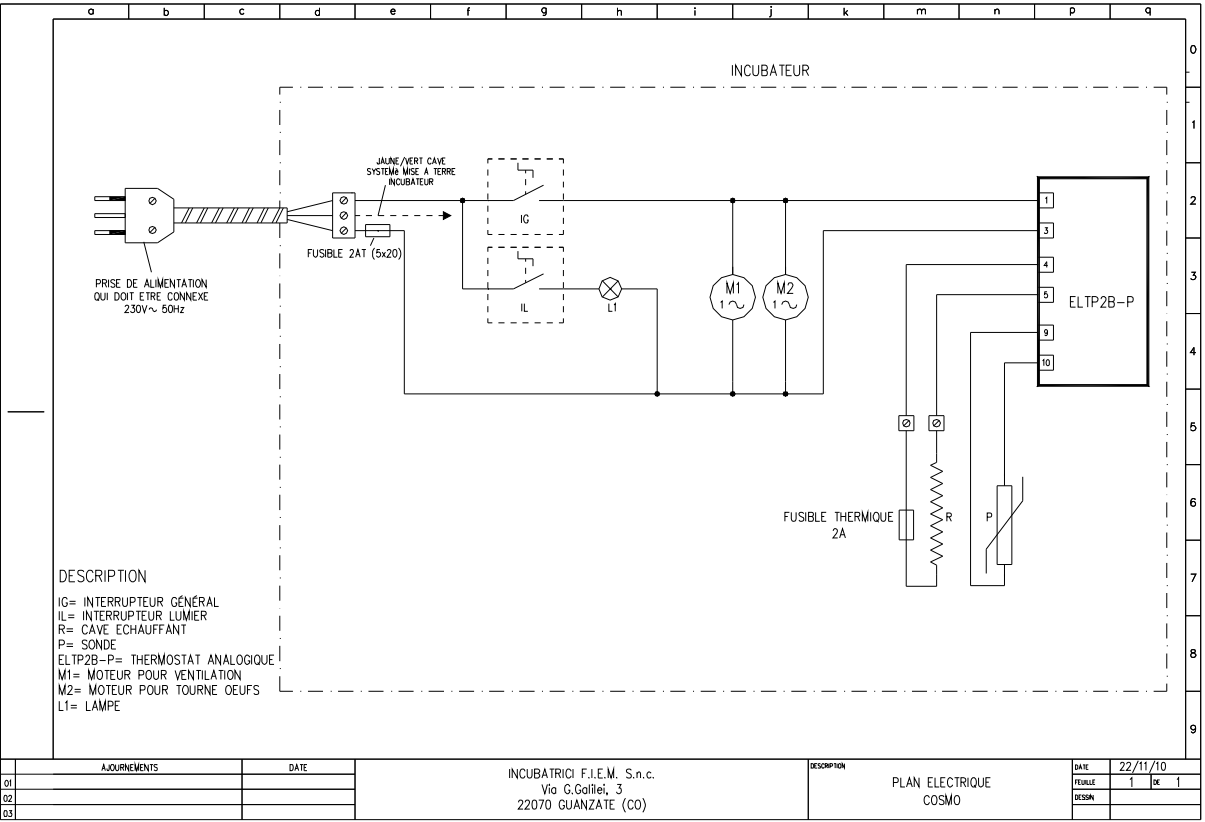 a b c d e f g h i j k m n p q
0
INCUBATEUR
1
JAUNE/VERT CAVE
SYSTEMè MISE A TERRE
INCUBATEUR
2
IG
1
3
FUSIBLE 2AT (5x20)
4
3
PRISE DE ALIMENTATION
QUI DOIT ETRE CONNEXE
230V~ 50Hz
IL
L1
M1
1~
M2
1~
5
ELTP2B-P
9
4
10
5
6
FUSIBLE THERMIQUE
2A
R
P
DESCRIPTION
7
IG= INTERRUPTEUR GÉNÉRAL
IL= INTERRUPTEUR LUMIER
R= CAVE ECHAUFFANT
P= SONDE
ELTP2B-P= THERMOSTAT ANALOGIQUE
8
M1= MOTEUR POUR VENTILATION
M2= MOTEUR POUR TOURNE OEUFS
L1= LAMPE
9
AJOURNEMENTS DATE
01
02
03
INCUBATRICI F.I.E.M. S.n.c.
Via G.Galilei, 3
22070 GUANZATE (CO)
DESCRIPTION
PLAN ELECTRIQUE
COSMO
DATE 22/11/10
FEUILLE 1 DE 1
DESSIN